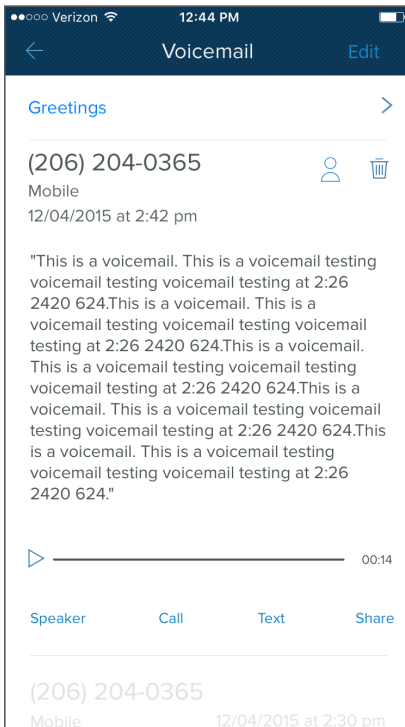 Verizon 12:44 PM
Voicemail Edit
Greetings
(206) 204-0365
Mobile
12/04/2015 at 2:42 pm
"This is a voicemail. This is a voicemail testing
voicemail testing voicemail testing at 2:26
2420 624.This is a voicemail. This is a
voicemail testing voicemail testing voicemail
testing at 2:26 2420 624.This is a voicemail.
This is a voicemail testing voicemail testing
voicemail testing at 2:26 2420 624.This is a
voicemail. This is a voicemail testing voicemail
testing voicemail testing at 2:26 2420 624.This
is a voicemail. This is a voicemail testing
voicemail testing voicemail testing at 2:26
2420 624."
00:14
Speaker Call Text Share
(206) 204-0365
Mobile 12/04/2015 at 2:30 pm